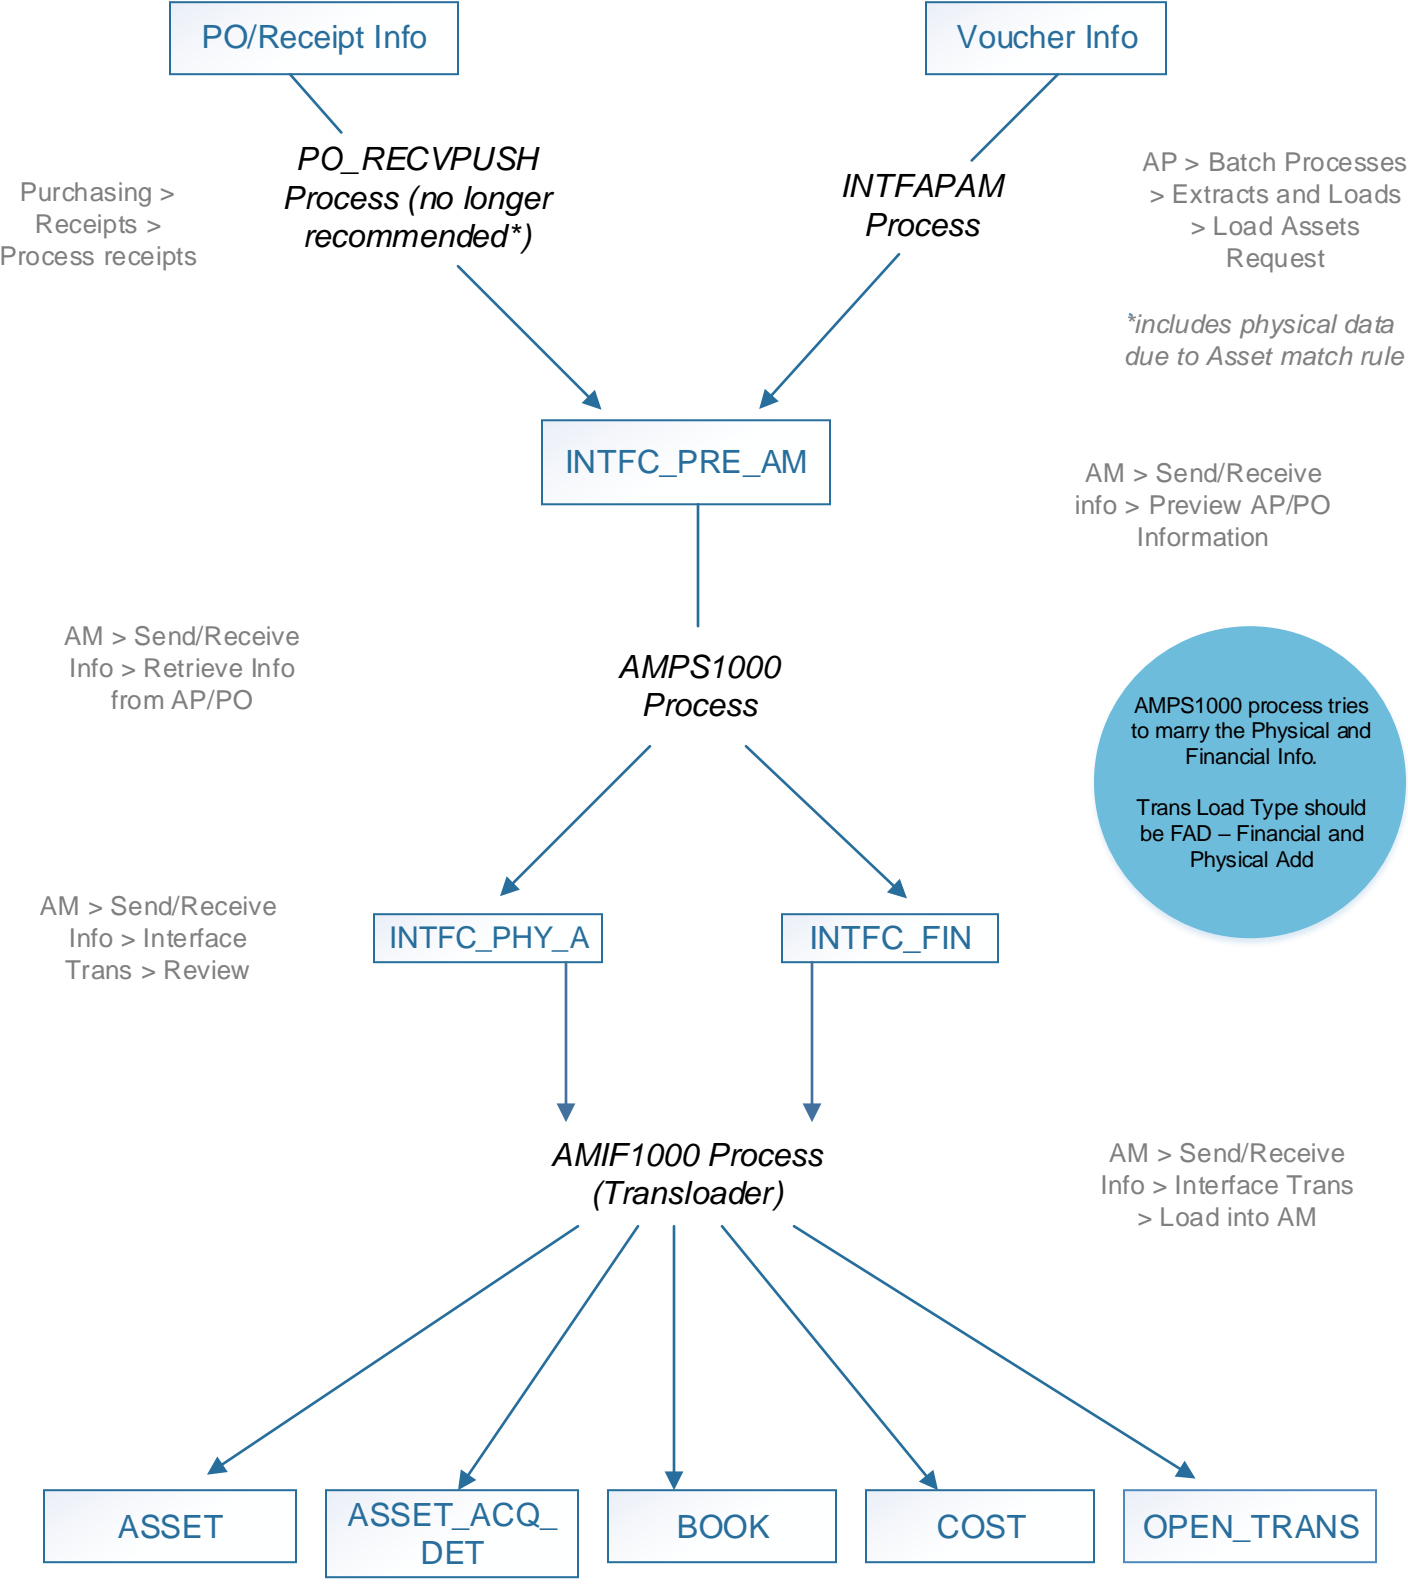 PO/Receipt Info
Voucher Info
PO_RECVPUSH
Process (no longer
recommended*)
Purchasing >
Receipts >
Process receipts
INTFAPAM
Process
AP > Batch Processes
> Extracts and Loads
> Load Assets
Request
*includes physical data
due to Asset match rule
INTFC_PRE_AM
AM > Send/Receive
info > Preview AP/PO
Information
AM > Send/Receive
Info > Retrieve Info
from AP/PO
AMPS1000
Process
AMPS1000 process tries
to marry the Physical and
Financial Info.
Trans Load Type should
be FAD – Financial and
Physical Add
AM > Send/Receive
Info > Interface
Trans > Review
INTFC_PHY_A
INTFC_FIN
AMIF1000 Process
(Transloader)
AM > Send/Receive
Info > Interface Trans
> Load into AM
ASSET
ASSET_ACQ_
DET
BOOK
COST
OPEN_TRANS